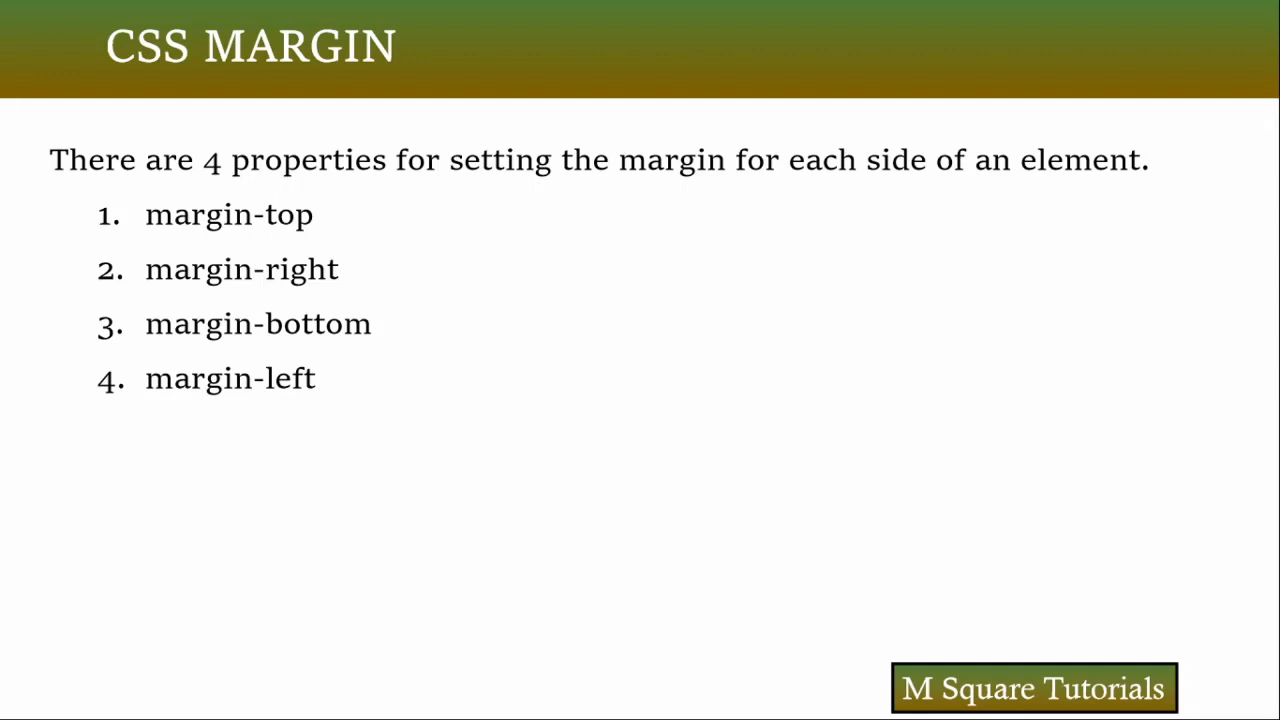 CSS MARGIN
There are 4 properties for setting the margin for each side of an element.
1. margin-top
2. margin-right
3. margin-bottom
4. margin-left
M Square Tutorials